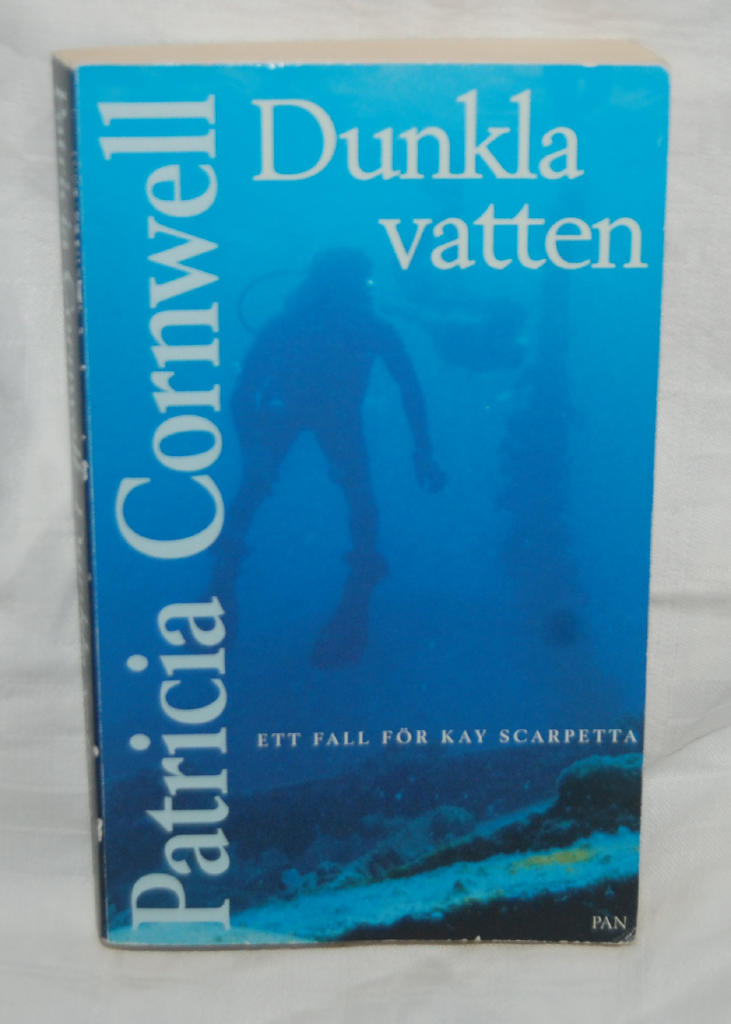 Patricia Cornwell
Dunkla
vatten
ETT FALL FÖR KAY SCARPETTA
PAN